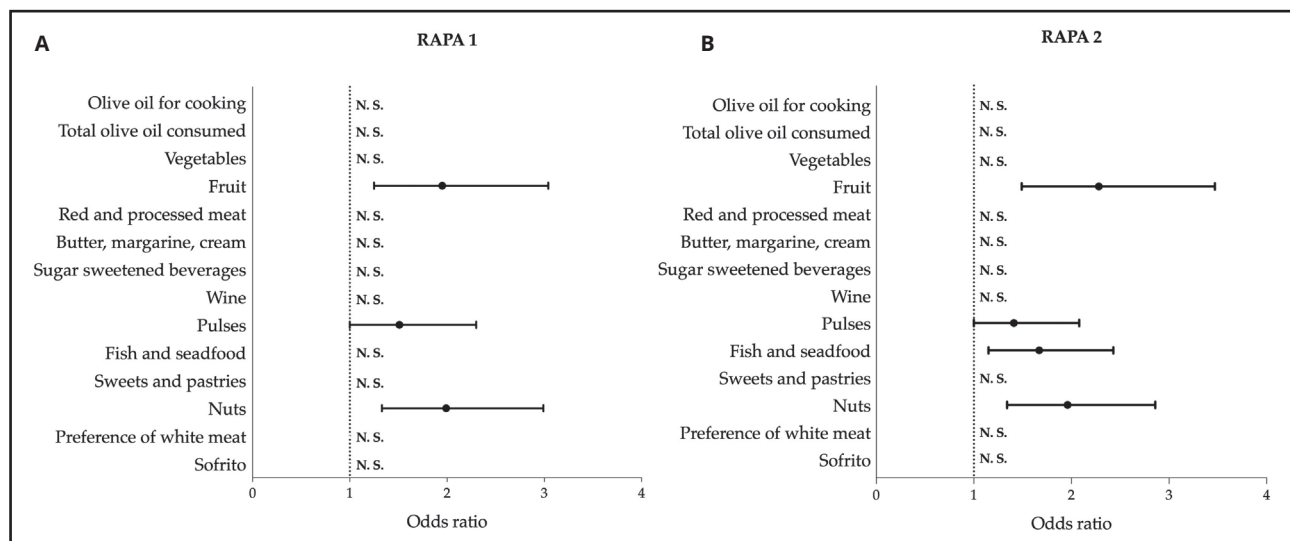 A
RAPA 1
Olive oil for cooking N. S.
Total olive oil consumed N. S.
Vegetables N. S.
Fruit
Red and processed meat N. S.
Butter, margarine, cream N. S.
Sugar sweetened beverages N. S.
Wine N. S.
Pulses
Fish and seadfood N. S.
Sweets and pastries N. S.
Nuts
Preference of white meat N. S.
Sofrito N. S.
0 1 2 3 4
Odds ratio
B
RAPA 2
Olive oil for cooking N. S.
Total olive oil consumed N. S.
Vegetables N. S.
Fruit
Red and processed meat N. S.
Butter, margarine, cream N. S.
Sugar sweetened beverages N. S.
Wine N. S.
Pulses
Fish and seadfood
Sweets and pastries N. S.
Nuts
Preference of white meat N. S.
Sofrito N. S.
0 1 2 3 4
Odds ratio